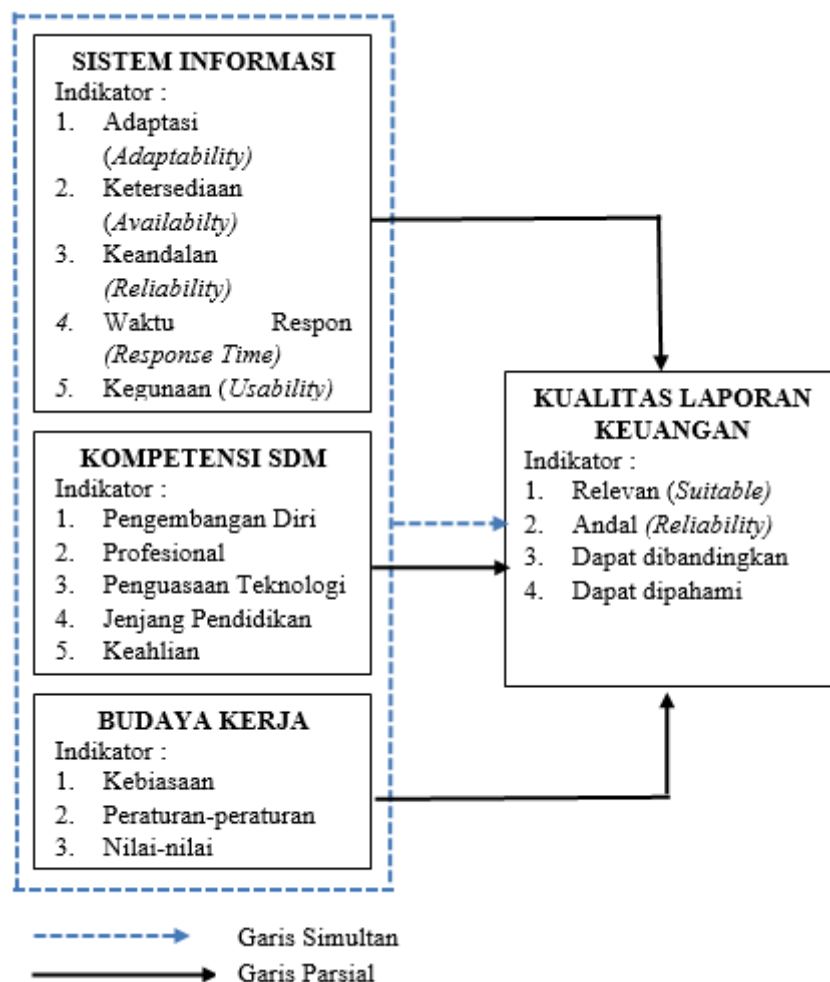 SISTEM INFORMASI
Indikator :
1. Adaptasi
(Adaptability)
2. Ketersediaan
(Availabilty)
3. Keandalan
(Reliability)
4. Waktu Respon
(Response Time)
5. Kegunaan (Usability)
KOMPETENSI SDM
Indikator :
1. Pengembangan Diri
2. Profesional
3. Penguasaan Teknologi
4. Jenjang Pendidikan
5. Keahlian
BUDAYA KERJA
Indikator :
1. Kebiasaan
2. Peraturan-peraturan
3. Nilai-nilai
KUALITAS LAPORAN
KEUANGAN
Indikator :
1. Relevan (Suitable)
2. Andal (Reliability)
3. Dapat dibandingkan
4. Dapat dipahami
Garis Simultan
Garis Parsial